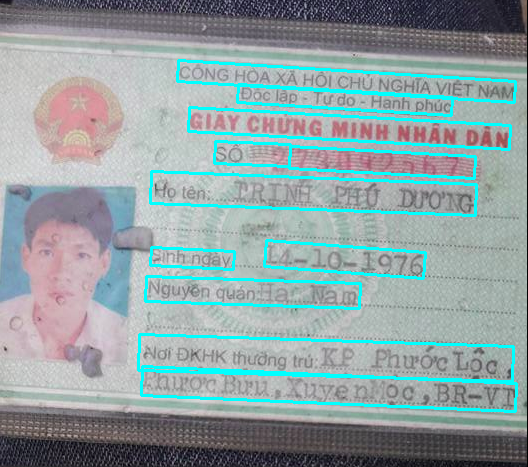 CỘNG HÒA XÃ HỘI CHỦ NGHĨA VIỆT NAM
Độc lập - Tự do - Hạnh phúc
GIẤY CHỨNG MINH NHÂN DÂN
SỐ
Họ tên: TRỊNH PHÚ DƯƠNG
Sinh ngày 14-10-1976
Nguyên quán: Hà Nam
Nơi ĐKHK thường trú: KP Phước Lộc,
Phước Bửu, Xuyên Mộc, BR-VT